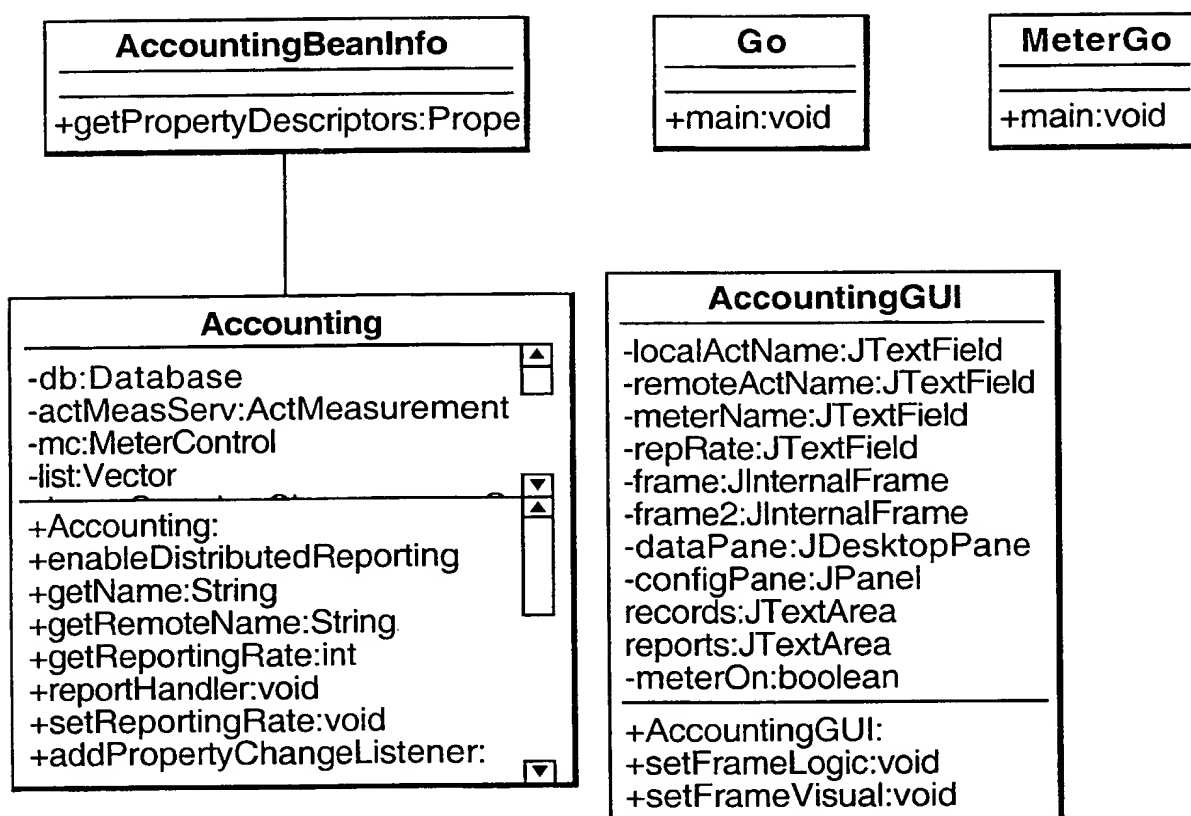 AccountingBeanInfo
+getPropertyDescriptors:Prope
Go
+main:void
MeterGo
+main:void
Accounting
-db:Database
-actMeasServ:ActMeasurement
-mc:MeterControl
-list:Vector
+Accounting:
+enableDistributedReporting
+getName:String
+getRemoteName:String
+getReportingRate:int
+reportHandler:void
+setReportingRate:void
+addPropertyChangeListener:
AccountingGUI
-localActName:JTextField
-remoteActName:JTextField
-meterName:JTextField
-repRate:JTextField
-frame:JInternalFrame
-frame2:JInternalFrame
-dataPane:JDesktopPane
-configPane:JPanel
records:JTextArea
reports:JTextArea
-meterOn:boolean
+AccountingGUI:
+setFrameLogic:void
+setFrameVisual:void